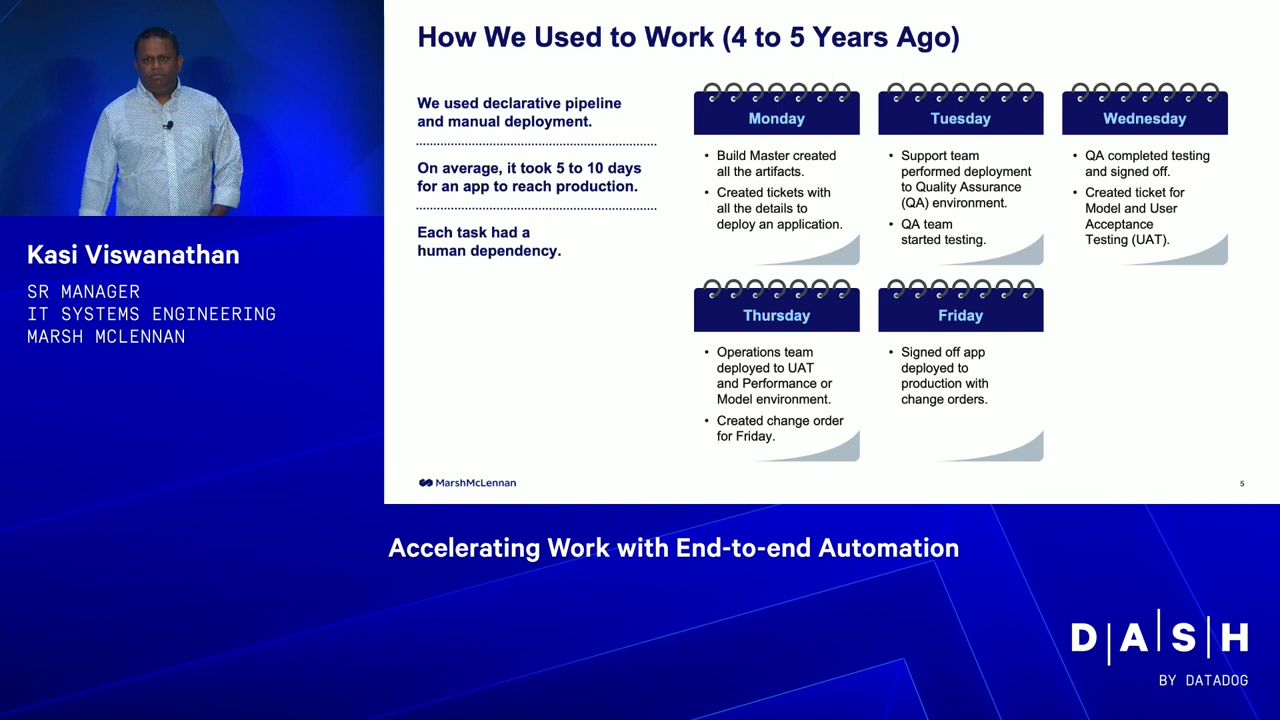 How We Used to Work (4 to 5 Years Ago)
We used declarative pipeline
and manual deployment.
On average, it took 5 to 10 days
for an app to reach production.
Each task had a
human dependency.
Monday
• Build Master created
all the artifacts.
• Created tickets with
all the details to
deploy an application.
Tuesday
• Support team
performed deployment
to Quality Assurance
(QA) environment.
• QA team
started testing.
Wednesday
• QA completed testing
and signed off.
• Created ticket for
Model and User
Acceptance
Testing (UAT).
Thursday
• Operations team
deployed to UAT
and Performance or
Model environment.
• Created change order
for Friday.
Friday
• Signed off app
deployed to
production with
change orders.
MarshMcLennan
5
Kasi Viswanathan
SR MANAGER
IT SYSTEMS ENGINEERING
MARSH MCLENNAN
Accelerating Work with End-to-end Automation
D|A|S|H
BY DATADOG